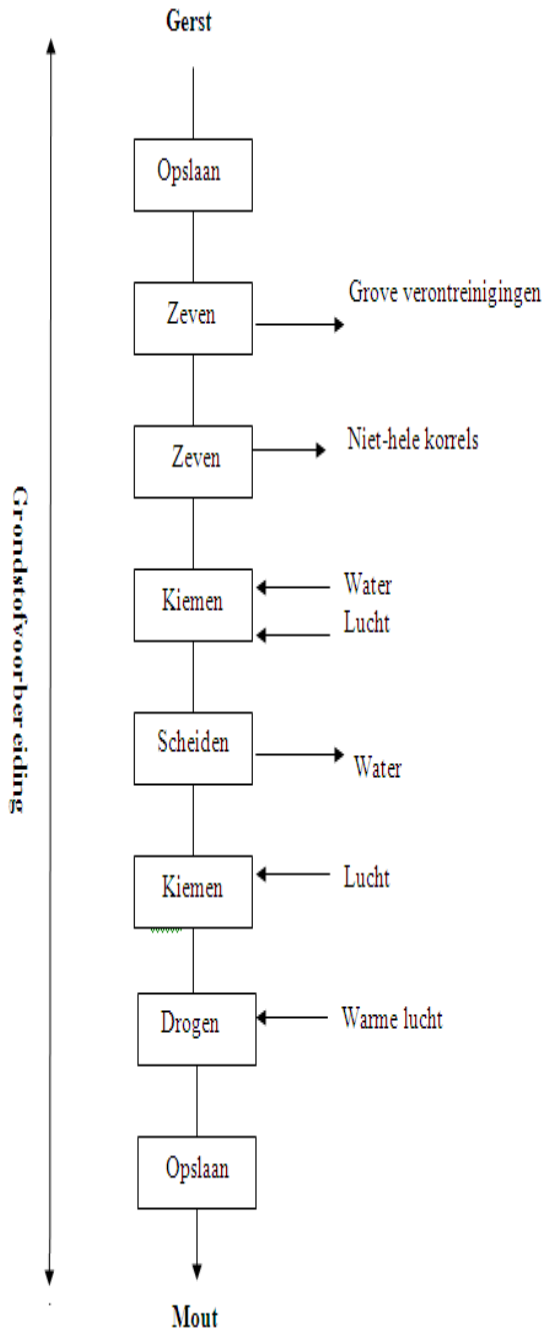 Gerst
Opslaan
Zeven
Grove verontreinigingen
Zeven
Niet-hele korrels
Kiemen
Water
Lucht
Scheiden
Water
Kiemen
Lucht
Drogen
Warme lucht
Opslaan
Mout
Grondstofvoorbereiding